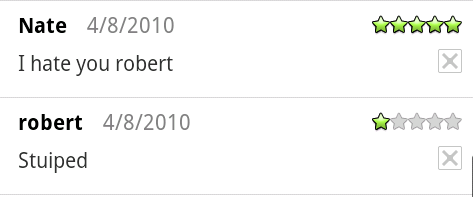 Nate 4/8/2010
I hate you robert
robert 4/8/2010
Stuiped